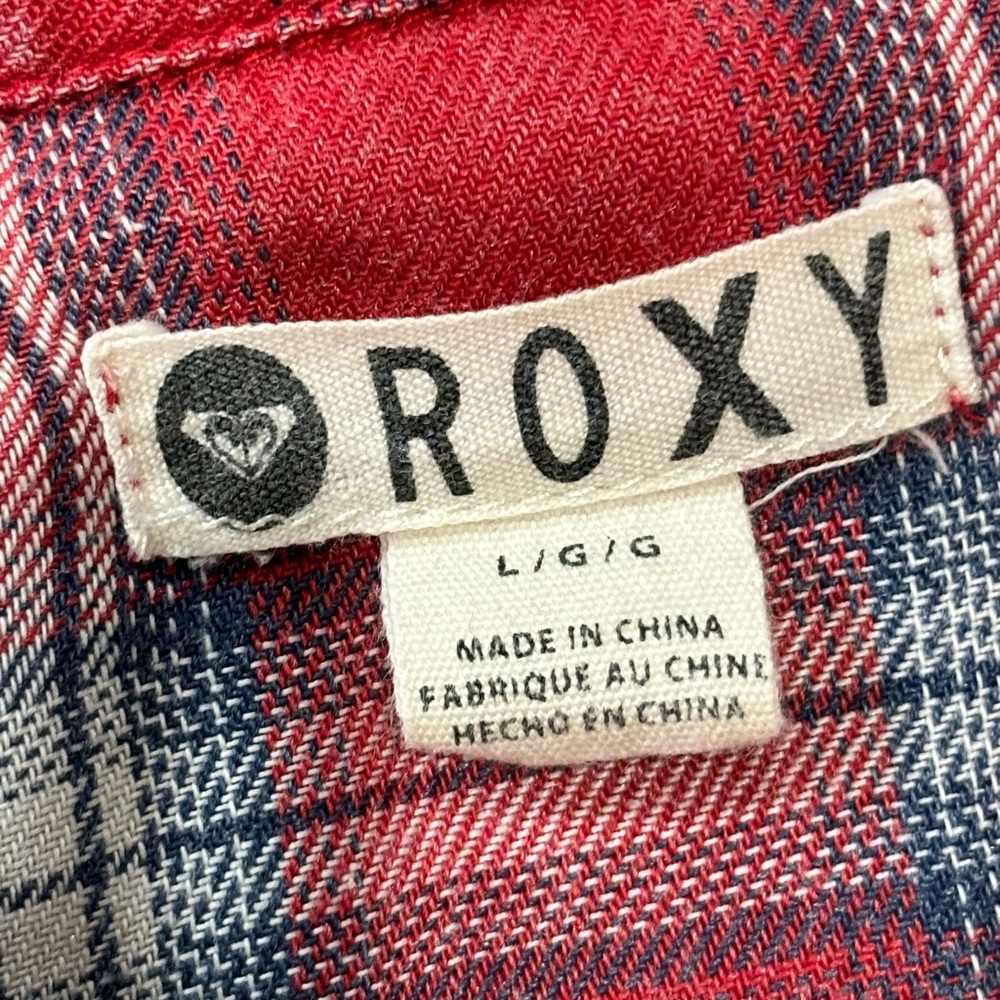 ROXY
L/G/G
MADE IN CHINA
FABRIQUE AU CHINE
HECHO EN CHINA